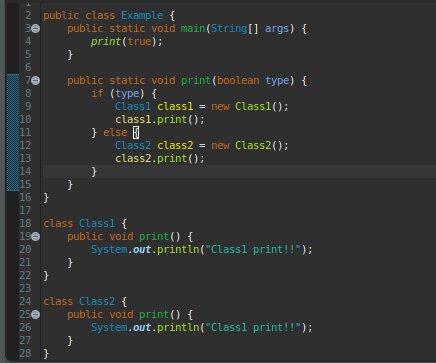 1
2 public class Example {
3 public static void main(String[] args) {
4 print(true);
5 }
6
7 public static void print(boolean type) {
8 if (type) {
9 Class1 class1 = new Class1();
10 class1.print();
11 } else {
12 Class2 class2 = new Class2();
13 class2.print();
14 }
15 }
16 }
17
18 class Class1 {
19 public void print() {
20 System.out.println("Class1 print!!");
21 }
22 }
23
24 class Class2 {
25 public void print() {
26 System.out.println("Class1 print!!");
27 }
28 }